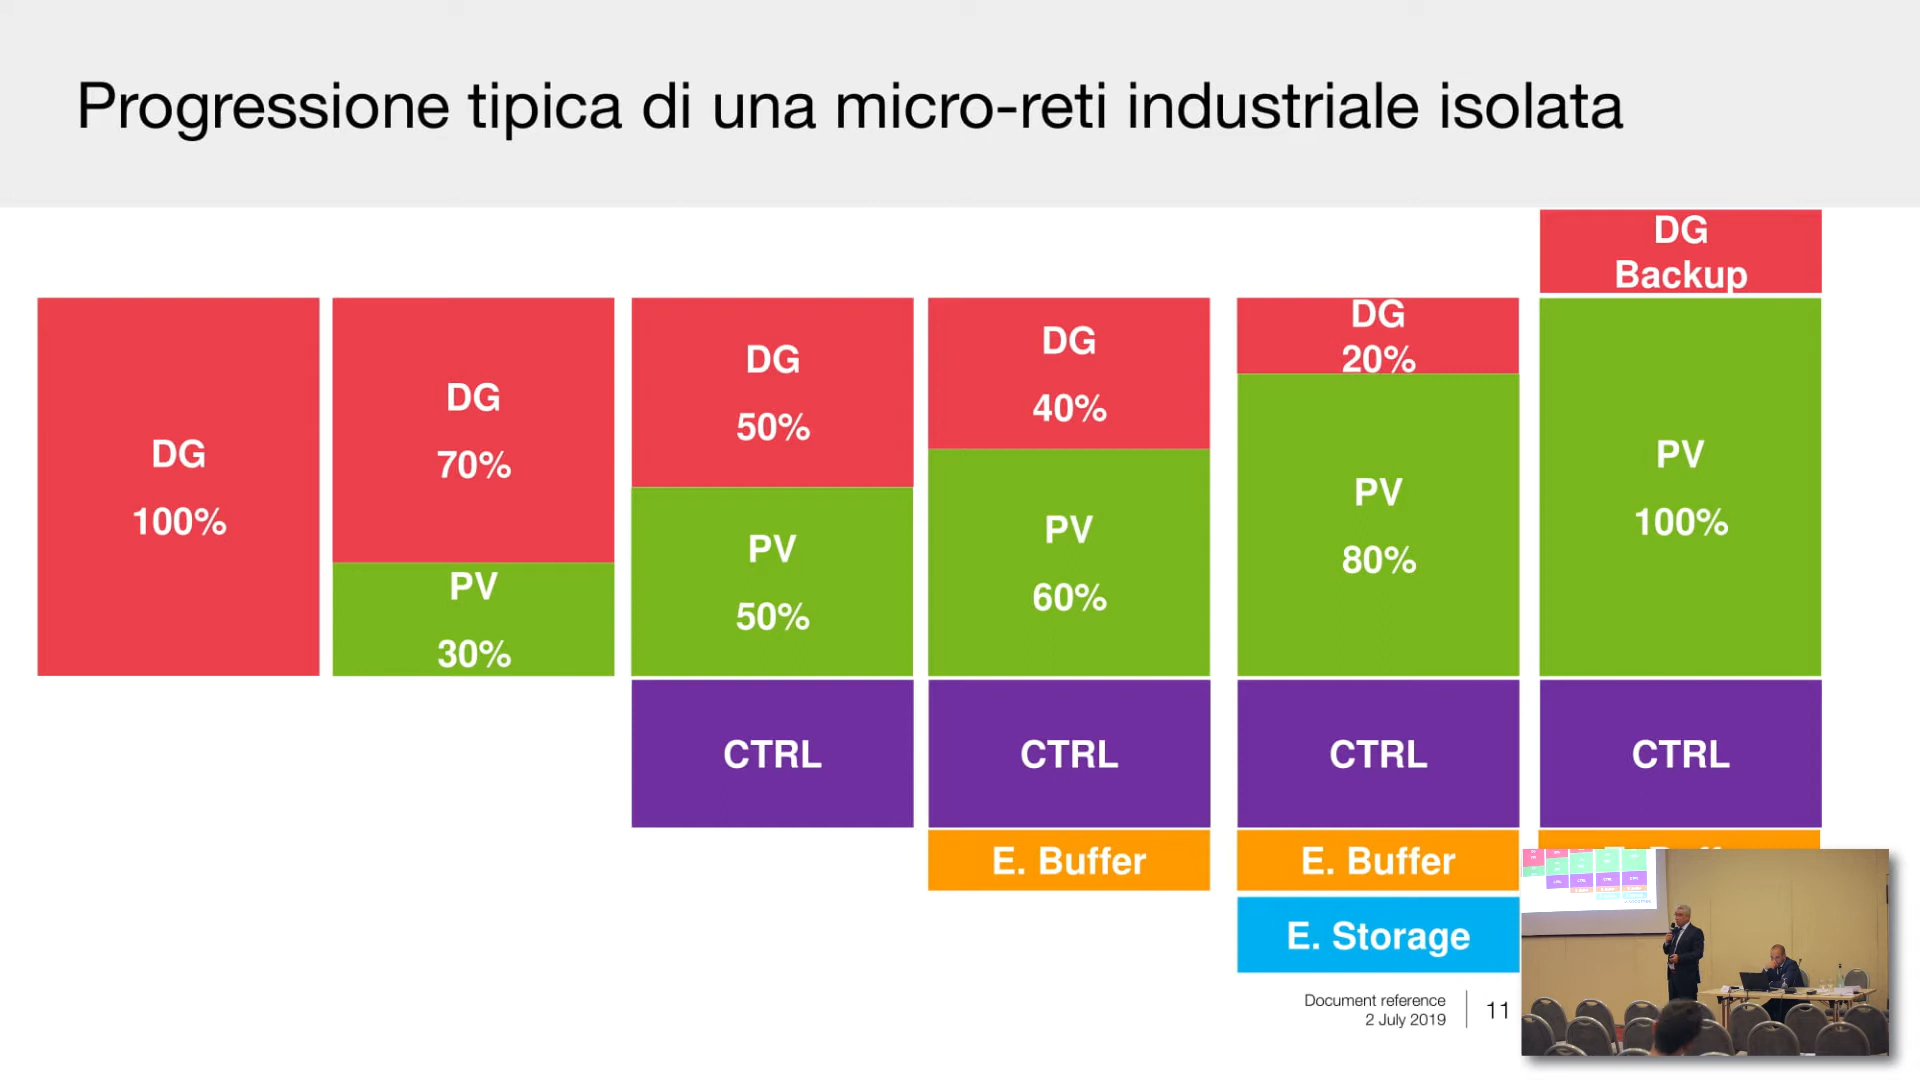 Progressione tipica di una micro-reti industriale isolata
DG
100%
DG
70%
PV
30%
DG
50%
PV
50%
CTRL
DG
40%
PV
60%
CTRL
E. Buffer
DG
20%
PV
80%
CTRL
E. Buffer
E. Storage
DG
Backup
PV
100%
CTRL
Document reference
2 July 2019
11